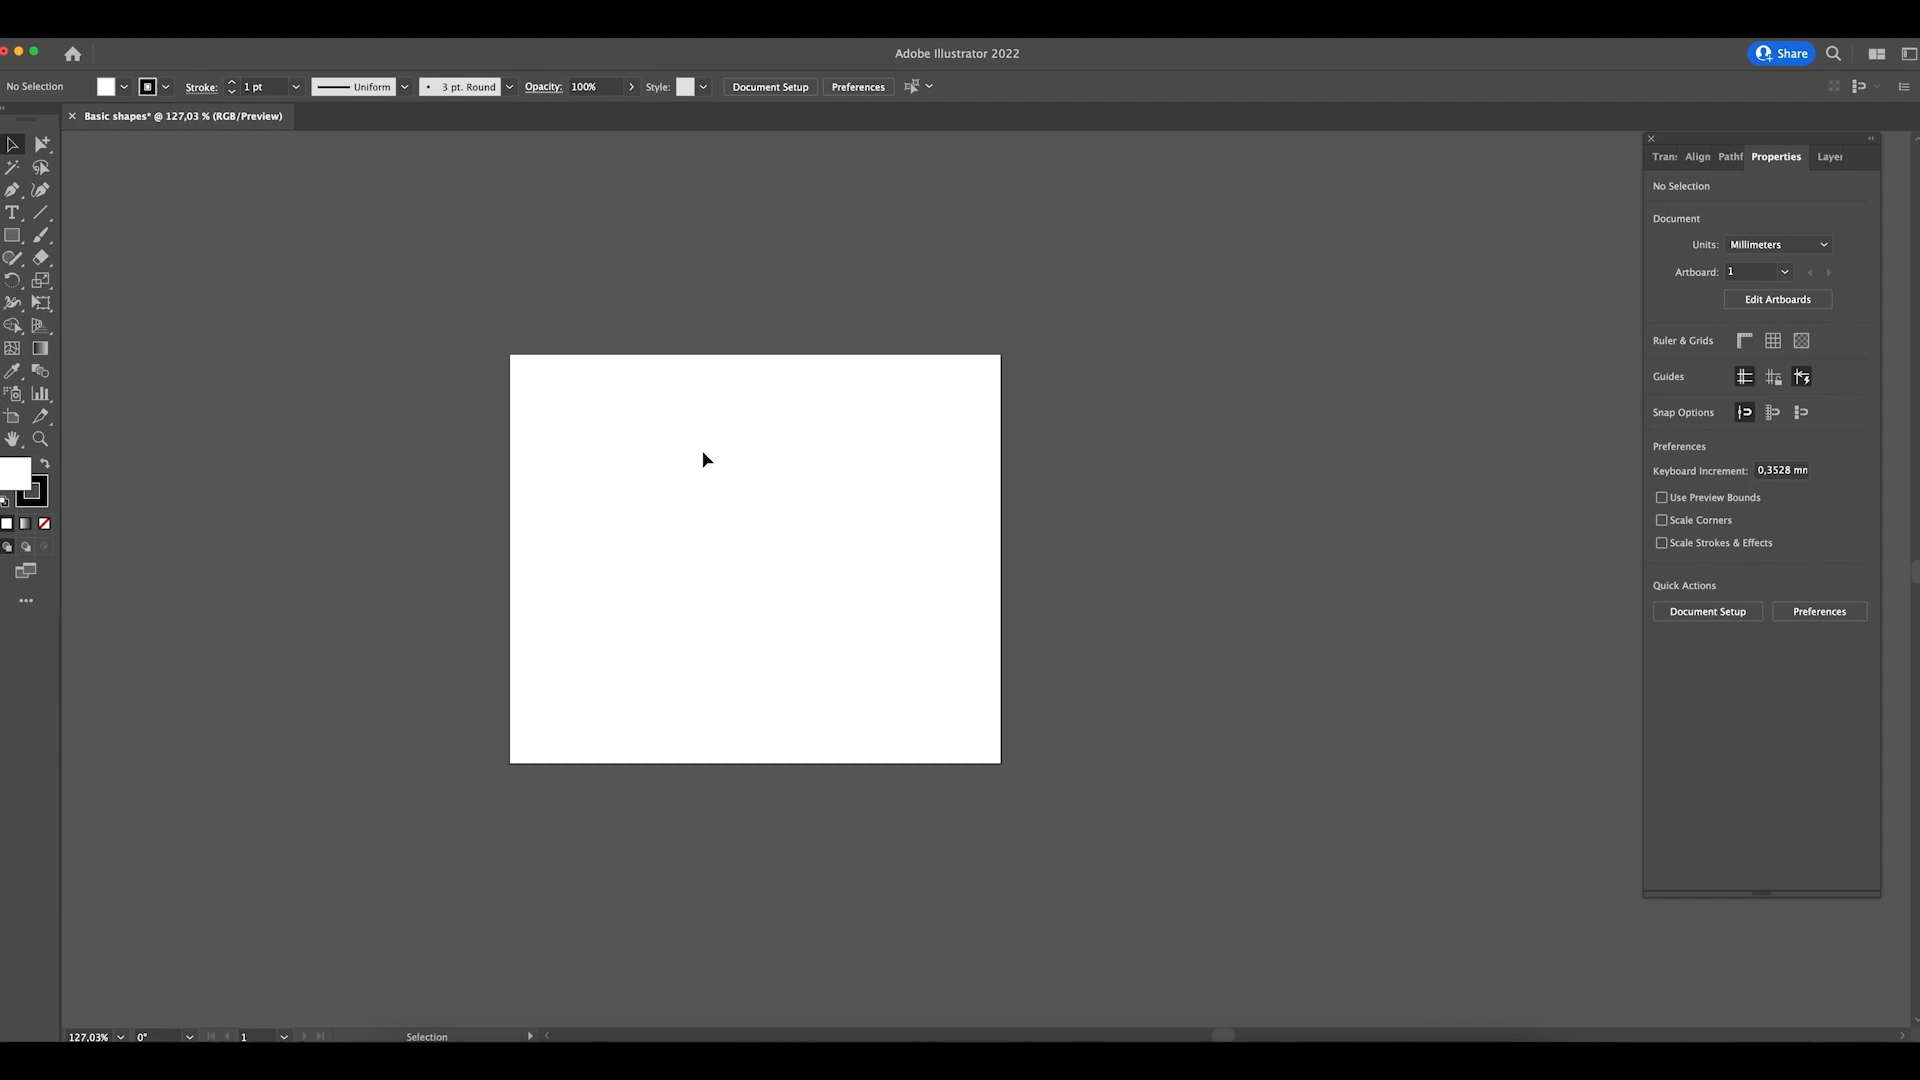 Adobe Illustrator 2022
Share
No Selection
Stroke: 1 pt
Uniform
3 pt. Round
Opacity: 100%
Style:
Document Setup
Preferences
Basic shapes* @ 127,03 % (RGB/Preview)
Tran: Align Pathf Properties Layer
No Selection
Document
Units: Millimeters
Artboard: 1
Edit Artboards
Ruler & Grids
Guides
Snap Options
Preferences
Keyboard Increment: 0,3528 mm
Use Preview Bounds
Scale Corners
Scale Strokes & Effects
Quick Actions
Document Setup Preferences
127,03% 0° 1 Selection